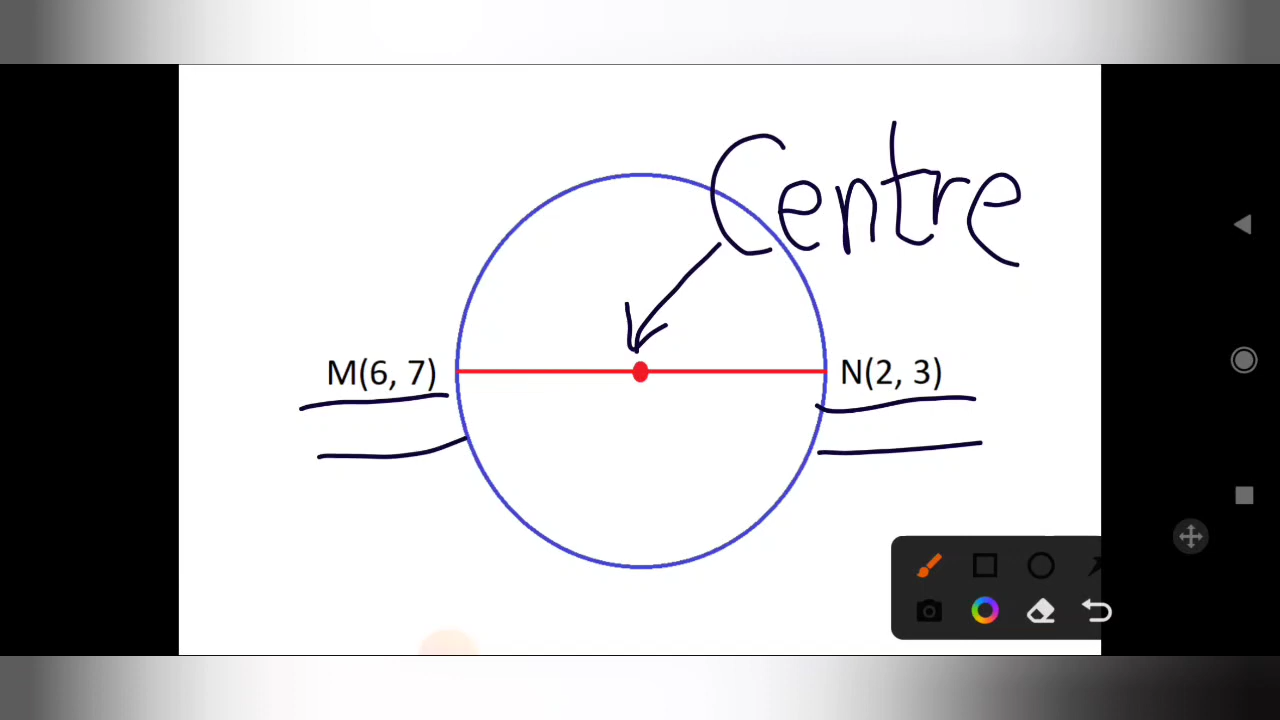 Centre
M(6, 7)
N(2, 3)